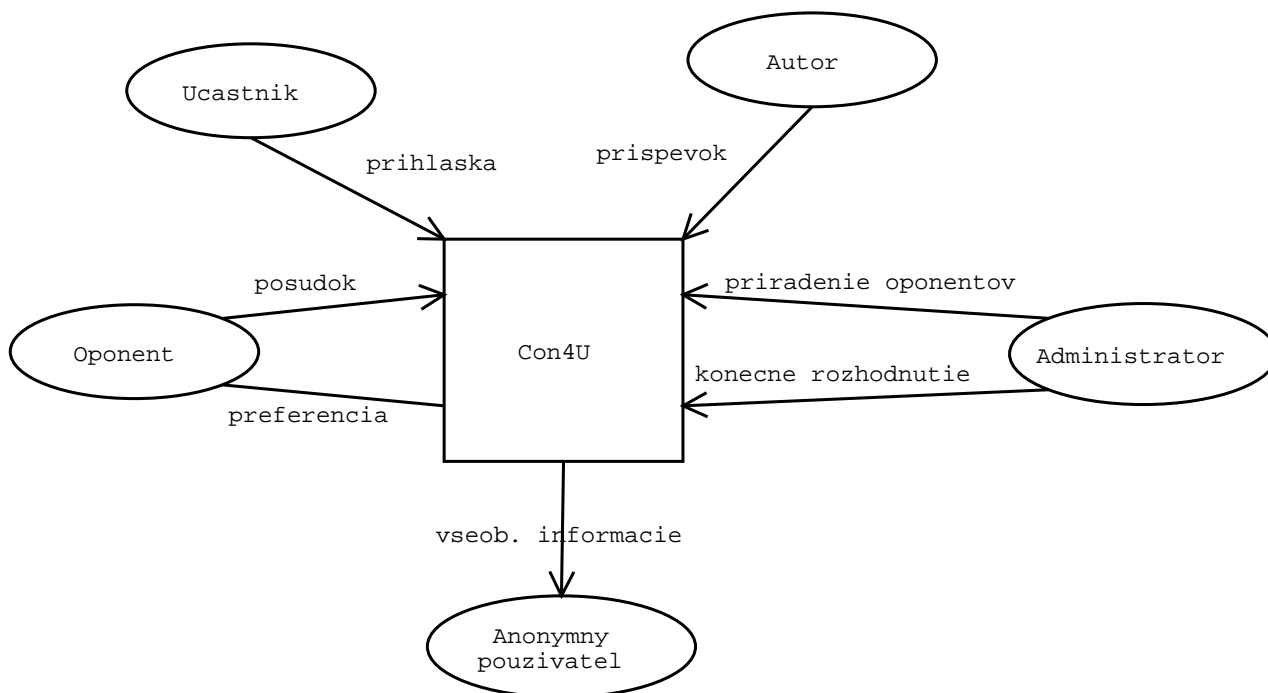 Autor
Ucastnik
prispevok
prihlaska
posudok
priradenie oponentov
Oponent
Con4U
Administrator
konecne rozhodnutie
preferencia
vseob. informacie
Anonymny
pouzivatel